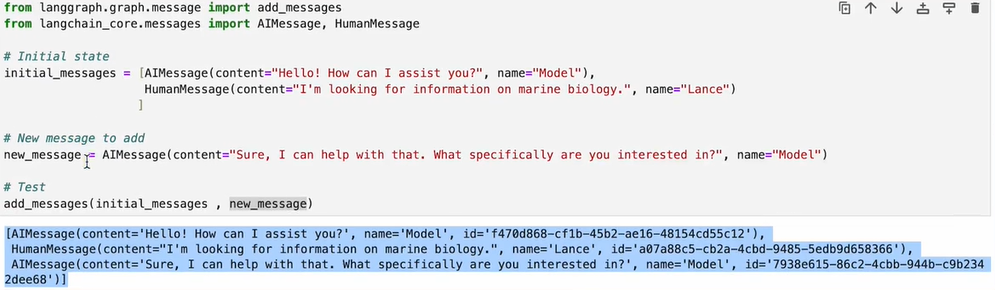 from langgraph.graph.message import add_messages
from langchain_core.messages import AIMessage, HumanMessage
# Initial state
initial_messages = [AIMessage(content="Hello! How can I assist you?", name="Model"),
HumanMessage(content="I'm looking for information on marine biology.", name="Lance")
]
# New message to add
new_message = AIMessage(content="Sure, I can help with that. What specifically are you interested in?", name="Model")
# Test
add_messages(initial_messages , new_message)
[AIMessage(content='Hello! How can I assist you?', name='Model', id='f470d868-cf1b-45b2-ae16-48154cd55c12'),
HumanMessage(content="I'm looking for information on marine biology.", name='Lance', id='a07a88c5-cb2a-4cbd-9485-5edb9d658366'),
AIMessage(content='Sure, I can help with that. What specifically are you interested in?', name='Model', id='7938e615-86c2-4cbb-944b-c9b234
2dee68')]